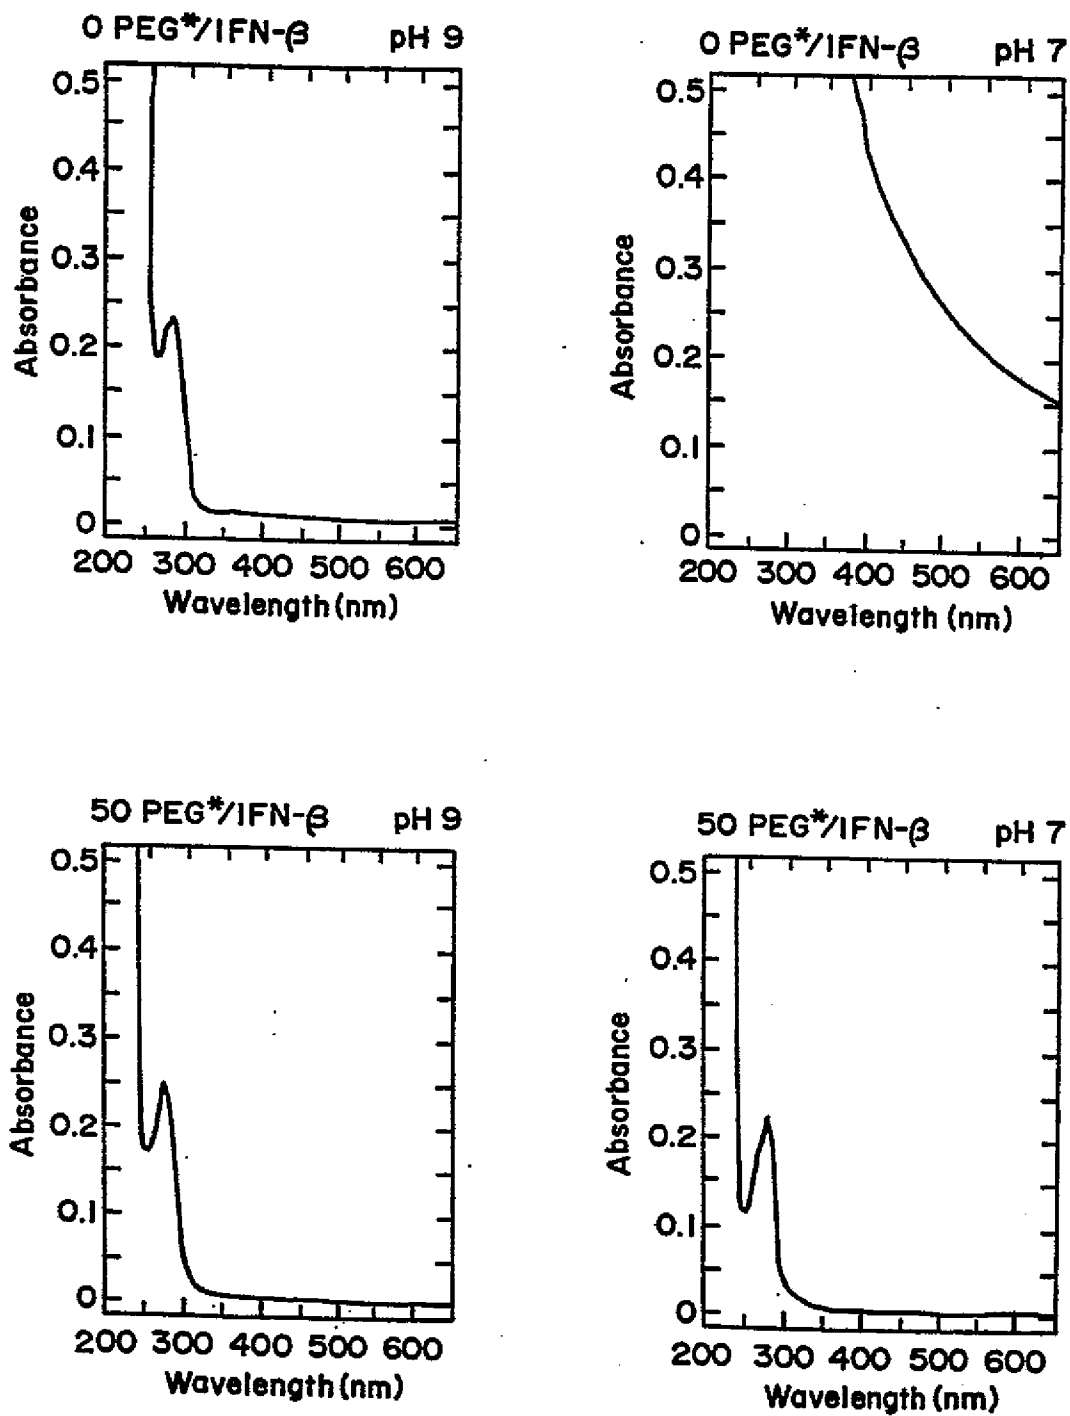 0 PEG*/IFN-β pH 9
0.5
0.4
0.3
0.2
0.1
0
Absorbance
200 300 400 500 600
Wavelength (nm)
0 PEG*/IFN-β pH 7
0.5
0.4
0.3
0.2
0.1
0
Absorbance
200 300 400 500 600
Wavelength (nm)
50 PEG*/IFN-β pH 9
0.5
0.4
0.3
0.2
0.1
0
Absorbance
200 300 400 500 600
Wavelength (nm)
50 PEG*/IFN-β pH 7
0.5
0.4
0.3
0.2
0.1
0
Absorbance
200 300 400 500 600
Wavelength (nm)